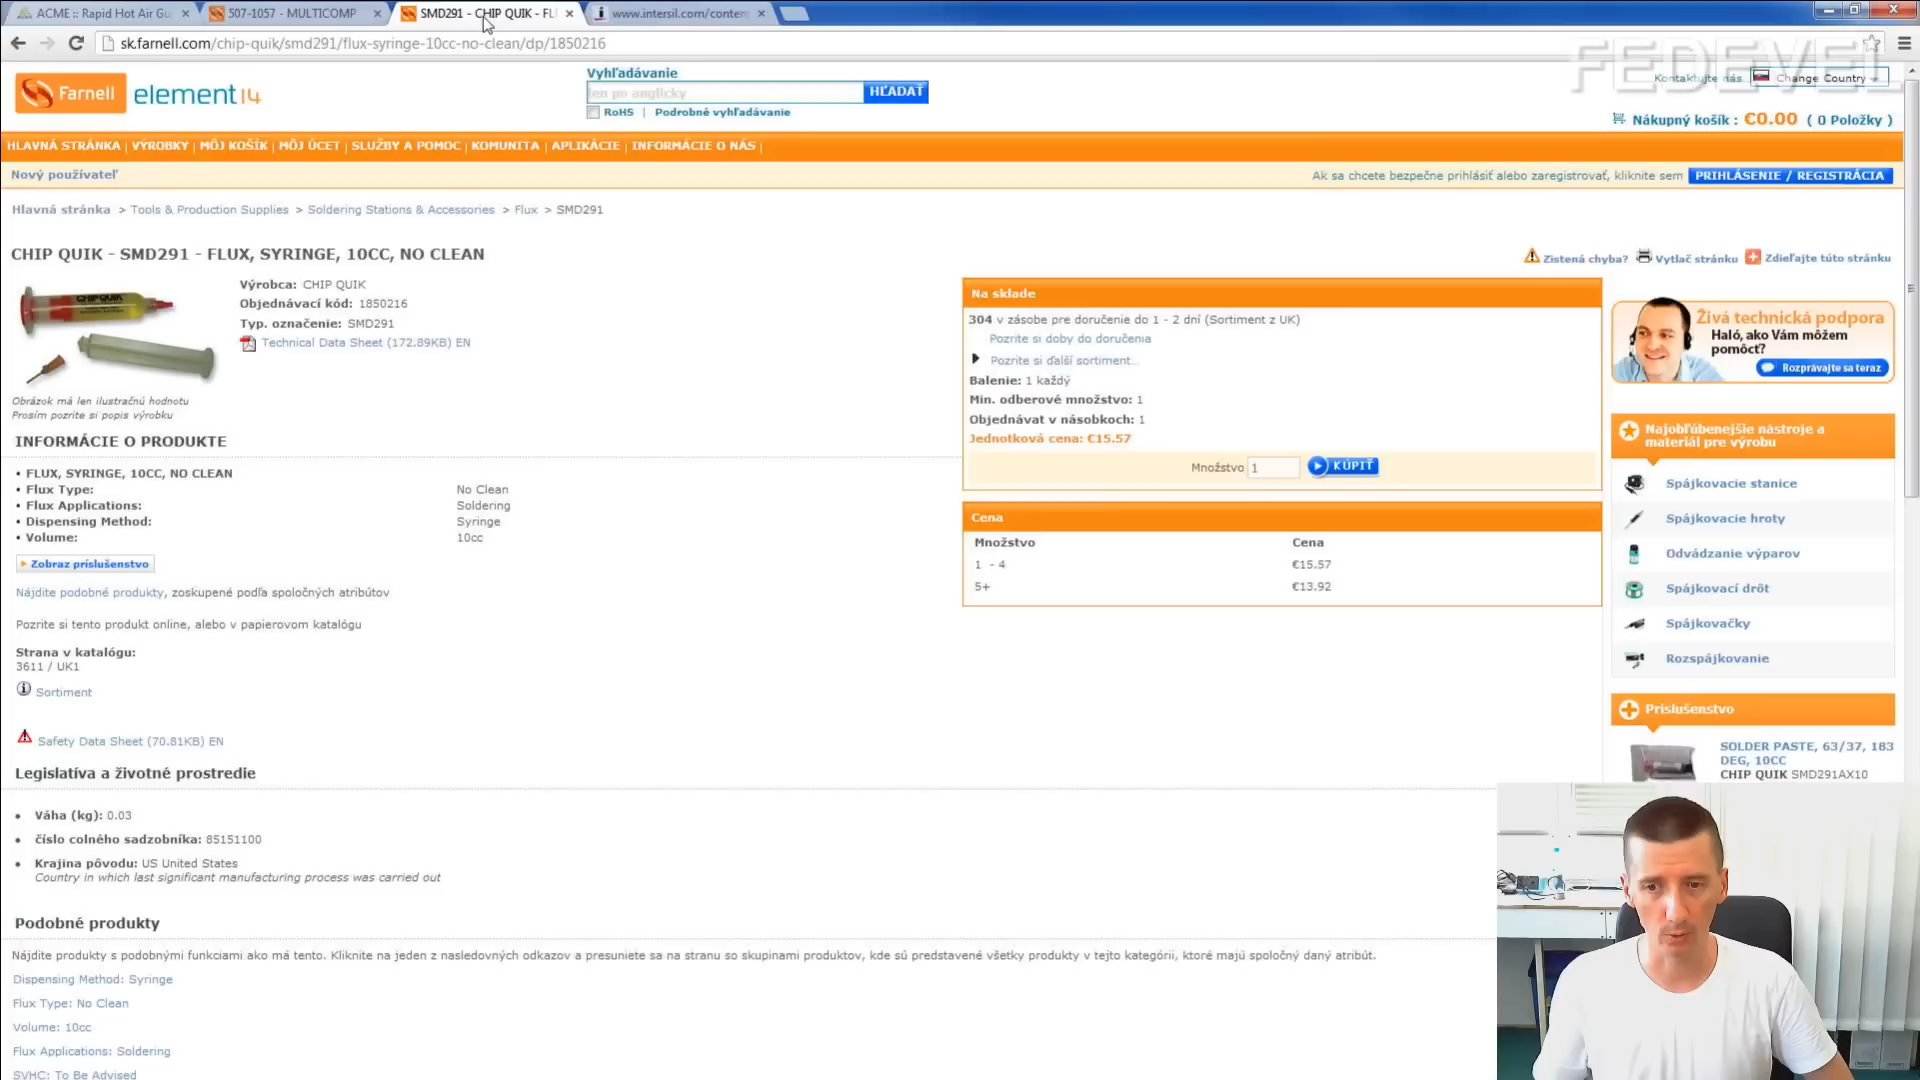 ACME :: Rapid Hot Air Gu
507-1057 - MULTICOMP
SMD291 - CHIP QUIK - FL
www.intersil.com/conten
sk.farnell.com/chip-quik/smd291/flux-syringe-10cc-no-clean/dp/1850216
FEDEVEL
Farnell element14
Vyhľadávanie
len po anglicky
HĽADAŤ
RoHS | Podrobné vyhľadávanie
Kontaktujte nás
Change Country
Nákupný košík : €0.00 ( 0 Položky )
HLAVNÁ STRÁNKA | VÝROBKY | MÔJ KOŠÍK | MÔJ ÚCET | SLUŽBY A POMOC | KOMUNITA | APLIKÁCIE | INFORMÁCIE O NÁS |
Nový používateľ
Ak sa chcete bezpečne prihlásiť alebo zaregistrovať, kliknite sem
PRIHLÁSENIE / REGISTRÁCIA
Hlavná stránka > Tools & Production Supplies > Soldering Stations & Accessories > Flux > SMD291
CHIP QUIK - SMD291 - FLUX, SYRINGE, 10CC, NO CLEAN
Zistená chyba?
Vytlač stránku
Zdieľajte túto stránku
CHIPQUIK
Výrobca: CHIP QUIK
Objednávací kód: 1850216
Typ. označenie: SMD291
Technical Data Sheet (172.89KB) EN
Obrázok má len ilustračnú hodnotu
Prosím pozrite si popis výrobku
Na sklade
304 v zásobe pre doručenie do 1 - 2 dní (Sortiment z UK)
Pozrite si doby do doručenia
Pozrite si ďalší sortiment...
Balenie: 1 každý
Min. odberové množstvo: 1
Objednávat v násobkoch: 1
Jednotková cena: €15.57
Množstvo 1
KÚPIŤ
Cena
Množstvo Cena
1 - 4 €15.57
5+ €13.92
INFORMÁCIE O PRODUKTE
• FLUX, SYRINGE, 10CC, NO CLEAN
• Flux Type: No Clean
• Flux Applications: Soldering
• Dispensing Method: Syringe
• Volume: 10cc
Zobraz príslušenstvo
Nájdite podobné produkty, zoskupené podľa spoločných atribútov
Pozrite si tento produkt online, alebo v papierovom katalógu
Strana v katalógu:
3611 / UK1
Sortiment
Safety Data Sheet (70.81KB) EN
Legislatíva a životné prostredie
• Váha (kg): 0.03
• číslo colného sadzobníka: 85151100
• Krajina pôvodu: US United States
Country in which last significant manufacturing process was carried out
Podobné produkty
Nájdite produkty s podobnými funkciami ako má tento. Kliknite na jeden z nasledovných odkazov a presuniete sa na stranu so skupinami produktov, kde sú predstavené všetky produkty v tejto kategórii, ktoré majú spoločný daný atribút.
Dispensing Method: Syringe
Flux Type: No Clean
Volume: 10cc
Flux Applications: Soldering
SVHC: To Be Advised
Živá technická podpora
Haló, ako Vám môžem
pomôcť?
Rozprávajte sa teraz
Najobľúbenejšie nástroje a
materiál pre výrobu
Spájkovacie stanice
Spájkovacie hroty
Odvádzanie výparov
Spájkovací drôt
Spájkovačky
Rozspájkovanie
Príslušenstvo
SOLDER PASTE, 63/37, 183
DEG, 10CC
CHIP QUIK SMD291AX10